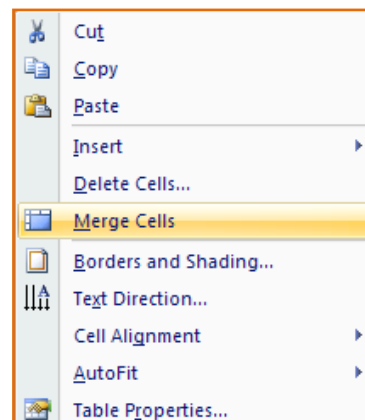 Cut
Copy
Paste
Insert
Delete Cells...
Merge Cells
Borders and Shading...
Text Direction...
Cell Alignment
AutoFit
Table Properties...